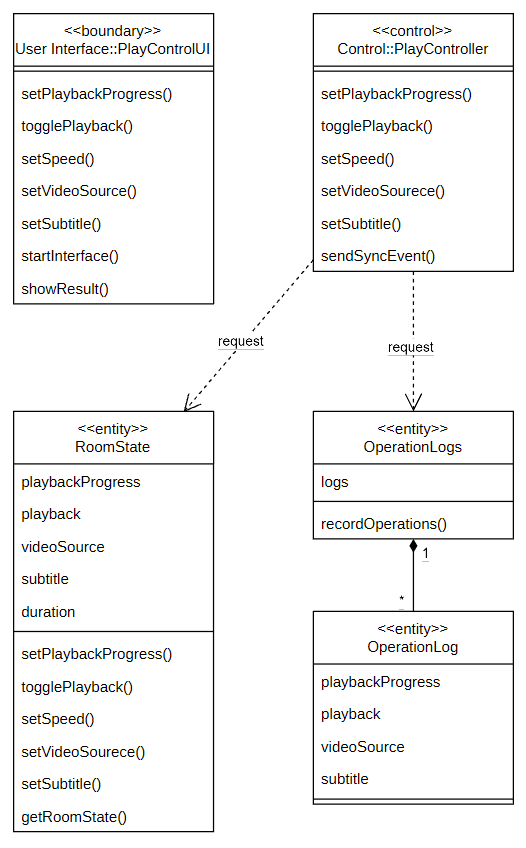 <<boundary>>
User Interface::PlayControlUI
setPlaybackProgress()
togglePlayback()
setSpeed()
setVideoSource()
setSubtitle()
startInterface()
showResult()
<<control>>
Control::PlayController
setPlaybackProgress()
togglePlayback()
setSpeed()
setVideoSourece()
setSubtitle()
sendSyncEvent()
request
request
<<entity>>
RoomState
playbackProgress
playback
videoSource
subtitle
duration
setPlaybackProgress()
togglePlayback()
setSpeed()
setVideoSourece()
setSubtitle()
getRoomState()
<<entity>>
OperationLogs
logs
recordOperations()
1
*
<<entity>>
OperationLog
playbackProgress
playback
videoSource
subtitle